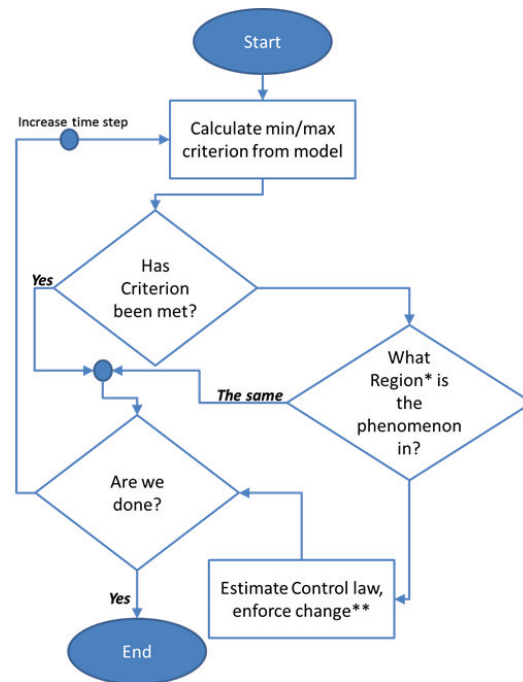 Start
Increase time step
Calculate min/max
criterion from model
Yes
Has
Criterion
been met?
What
Region* is
the
phenomenon
in?
The same
Are we
done?
Estimate Control law,
enforce change**
Yes
End